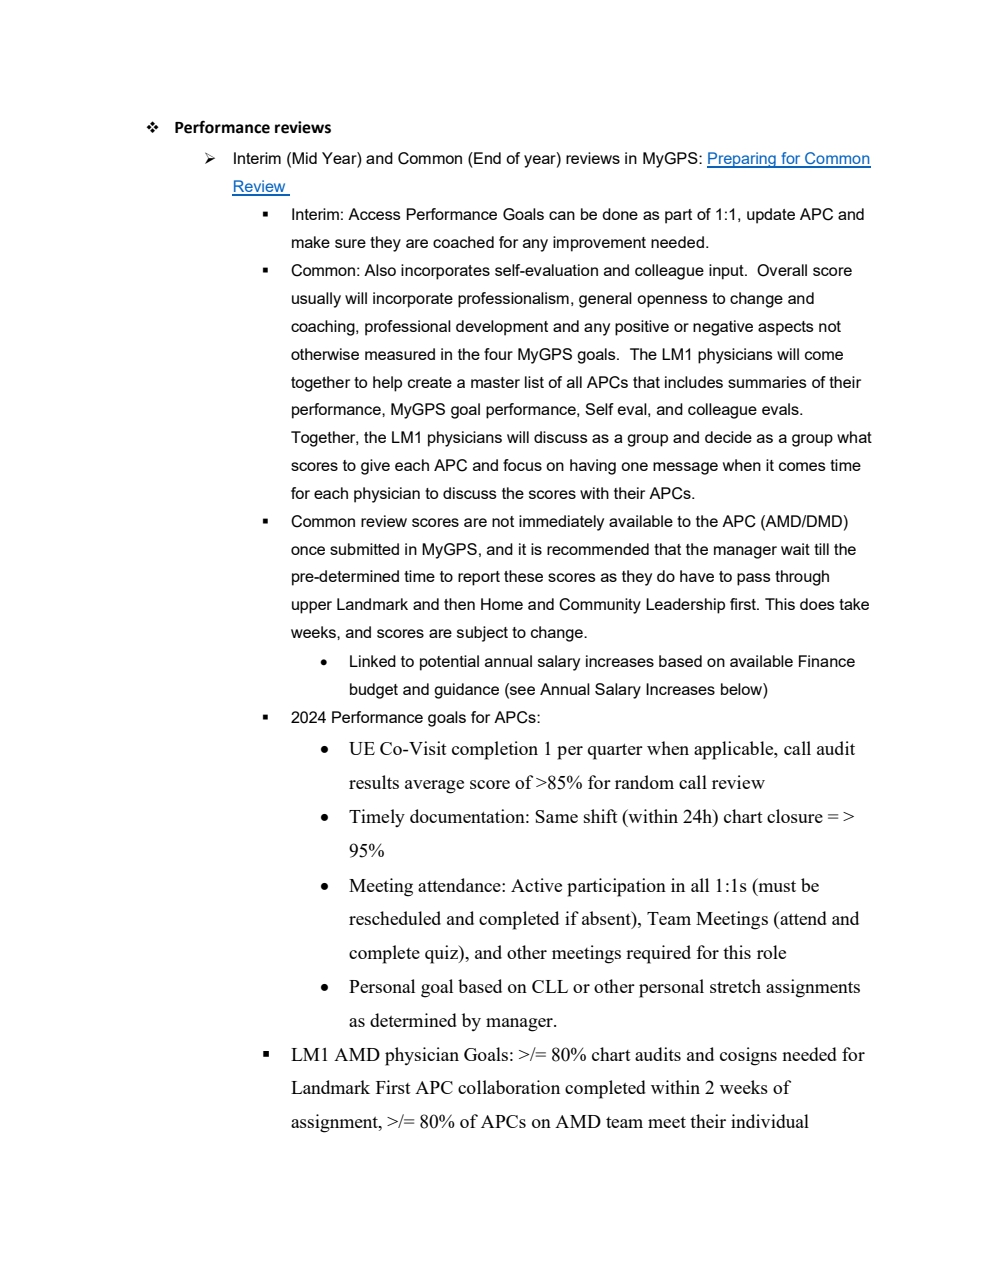 ❖ Performance reviews
➢ Interim (Mid Year) and Common (End of year) reviews in MyGPS: Preparing for Common
Review
▪ Interim: Access Performance Goals can be done as part of 1:1, update APC and
make sure they are coached for any improvement needed.
▪ Common: Also incorporates self-evaluation and colleague input.  Overall score
usually will incorporate professionalism, general openness to change and
coaching, professional development and any positive or negative aspects not
otherwise measured in the four MyGPS goals.  The LM1 physicians will come
together to help create a master list of all APCs that includes summaries of their
performance, MyGPS goal performance, Self eval, and colleague evals.
Together, the LM1 physicians will discuss as a group and decide as a group what
scores to give each APC and focus on having one message when it comes time
for each physician to discuss the scores with their APCs.
▪ Common review scores are not immediately available to the APC (AMD/DMD)
once submitted in MyGPS, and it is recommended that the manager wait till the
pre-determined time to report these scores as they do have to pass through
upper Landmark and then Home and Community Leadership first. This does take
weeks, and scores are subject to change.
• Linked to potential annual salary increases based on available Finance
budget and guidance (see Annual Salary Increases below)
▪ 2024 Performance goals for APCs:
• UE Co-Visit completion 1 per quarter when applicable, call audit
results average score of >85% for random call review
• Timely documentation: Same shift (within 24h) chart closure = >
95%
• Meeting attendance: Active participation in all 1:1s (must be
rescheduled and completed if absent), Team Meetings (attend and
complete quiz), and other meetings required for this role
• Personal goal based on CLL or other personal stretch assignments
as determined by manager.
▪ LM1 AMD physician Goals: >/= 80% chart audits and cosigns needed for
Landmark First APC collaboration completed within 2 weeks of
assignment, >/= 80% of APCs on AMD team meet their individual